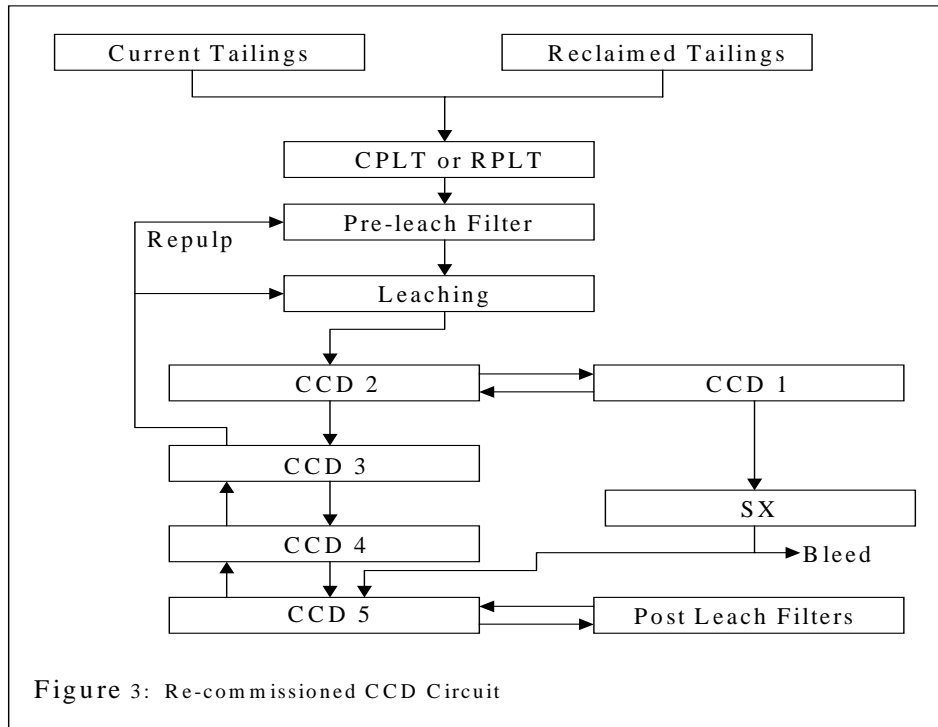 Current Tailings
Reclaimed Tailings
CPLT or RPLT
Pre-leach Filter
Repulp
Leaching
CCD 2
CCD 1
CCD 3
SX
CCD 4
Bleed
CCD 5
Post Leach Filters
Figure 3: Re-commissioned CCD Circuit